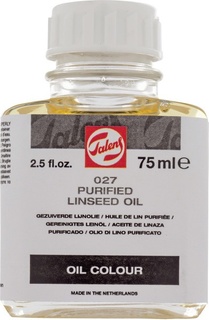 Talens
027
PURIFIED
LINSEED OIL
2.5 fl.oz. 75 ml e
GEZUIVERDE LIJNOLIE / HUILE DE LIN PURIFIÉE /
GEREINIGTES LEINÖL / ACEITE DE LINAZA
PURIFICADO / OLIO DI LINO PURIFICATO
OIL COLOUR
MADE IN THE NETHERLANDS